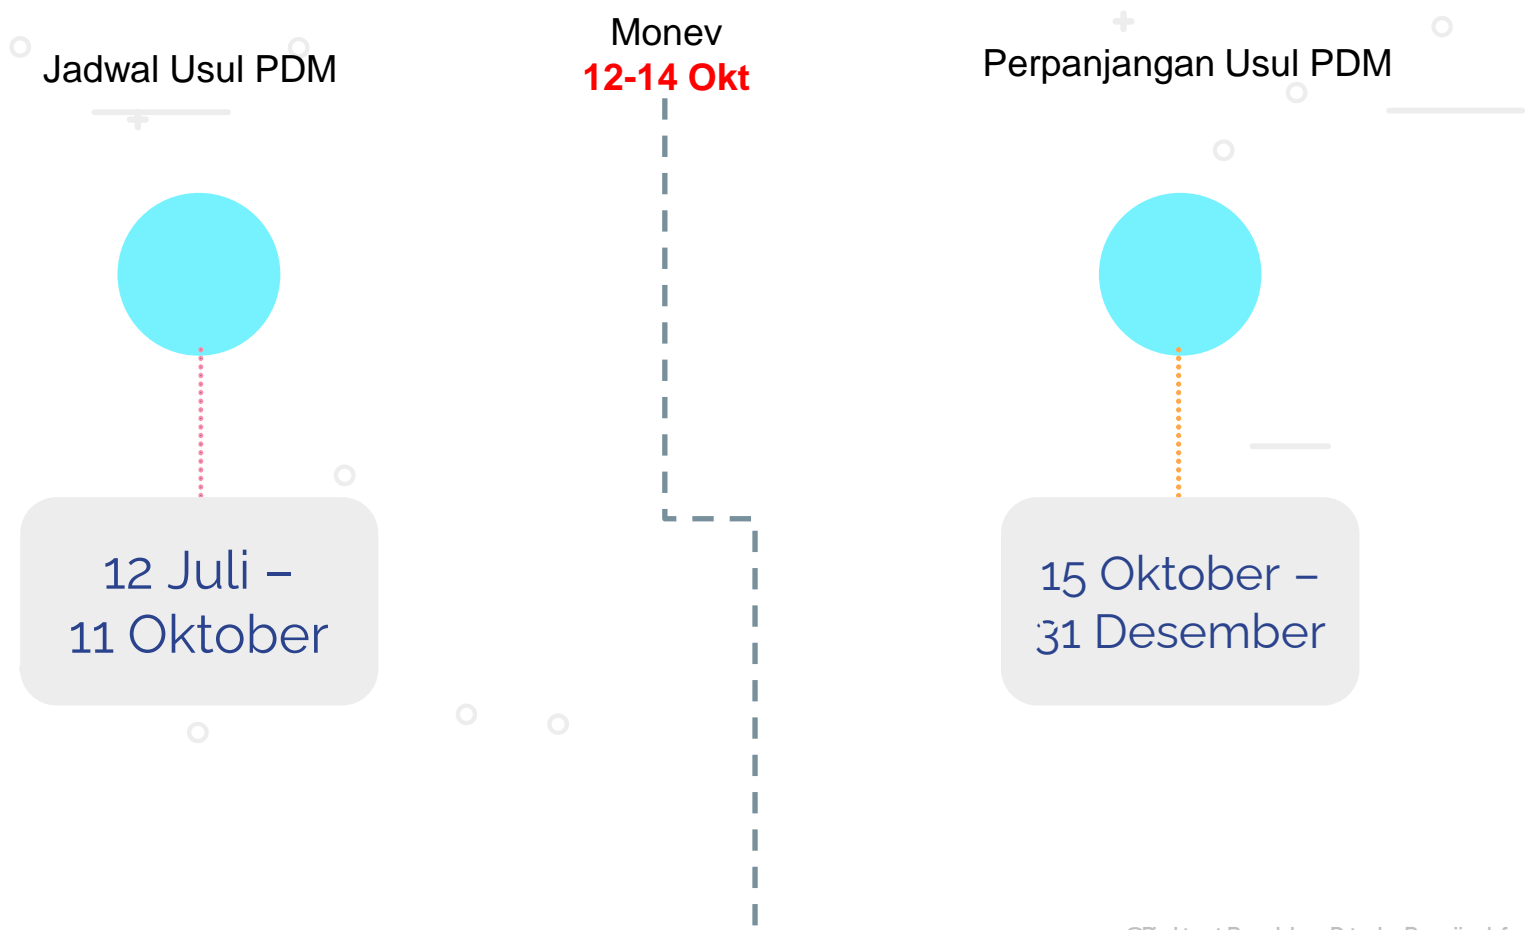 Jadwal Usul PDM
Monev
12-14 Okt
Perpanjangan Usul PDM
12 Juli –
11 Oktober
15 Oktober –
31 Desember